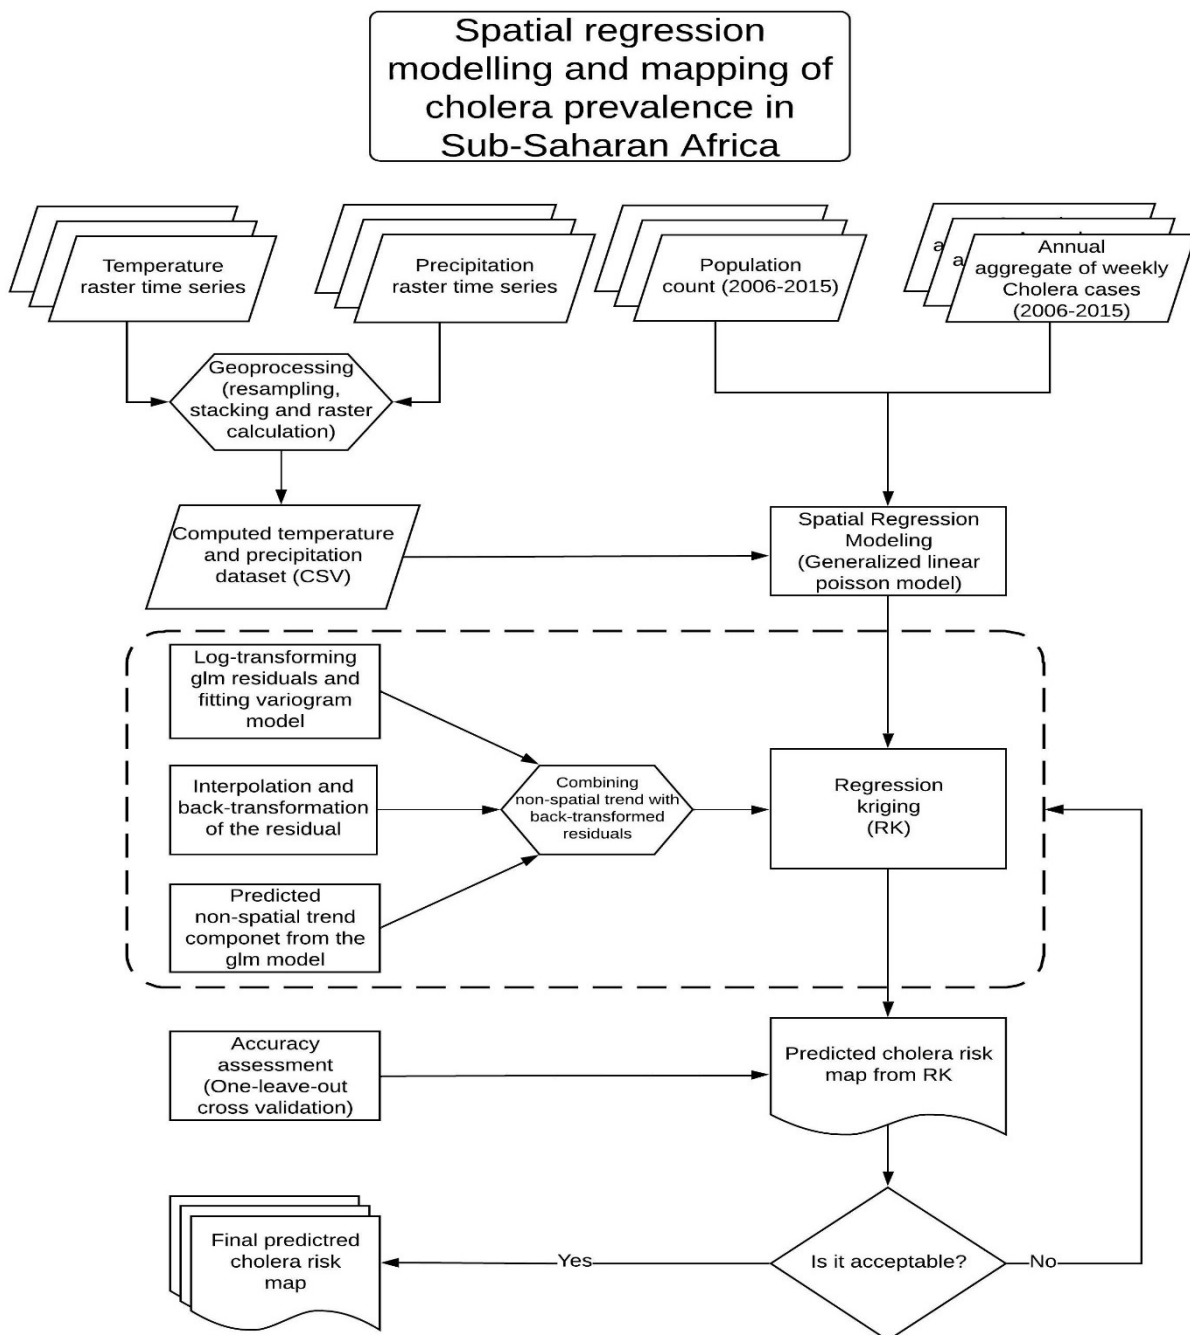 Spatial regression
modelling and mapping of
cholera prevalence in
Sub-Saharan Africa
Temperature
raster time series
Precipitation
raster time series
Population
count (2006-2015)
Annual
aggregate of weekly
Cholera cases
(2006-2015)
Geoprocessing
(resampling,
stacking and raster
calculation)
Computed temperature
and precipitation
dataset (CSV)
Spatial Regression
Modeling
(Generalized linear
poisson model)
Log-transforming
glm residuals and
fitting variogram
model
Interpolation and
back-transformation
of the residual
Predicted
non-spatial trend
componet from the
glm model
Combining
non-spatial trend with
back-transformed
residuals
Regression
kriging
(RK)
Accuracy
assessment
(One-leave-out
cross validation)
Predicted cholera risk
map from RK
Is it acceptable?
Yes
No
Final predictred
cholera risk
map